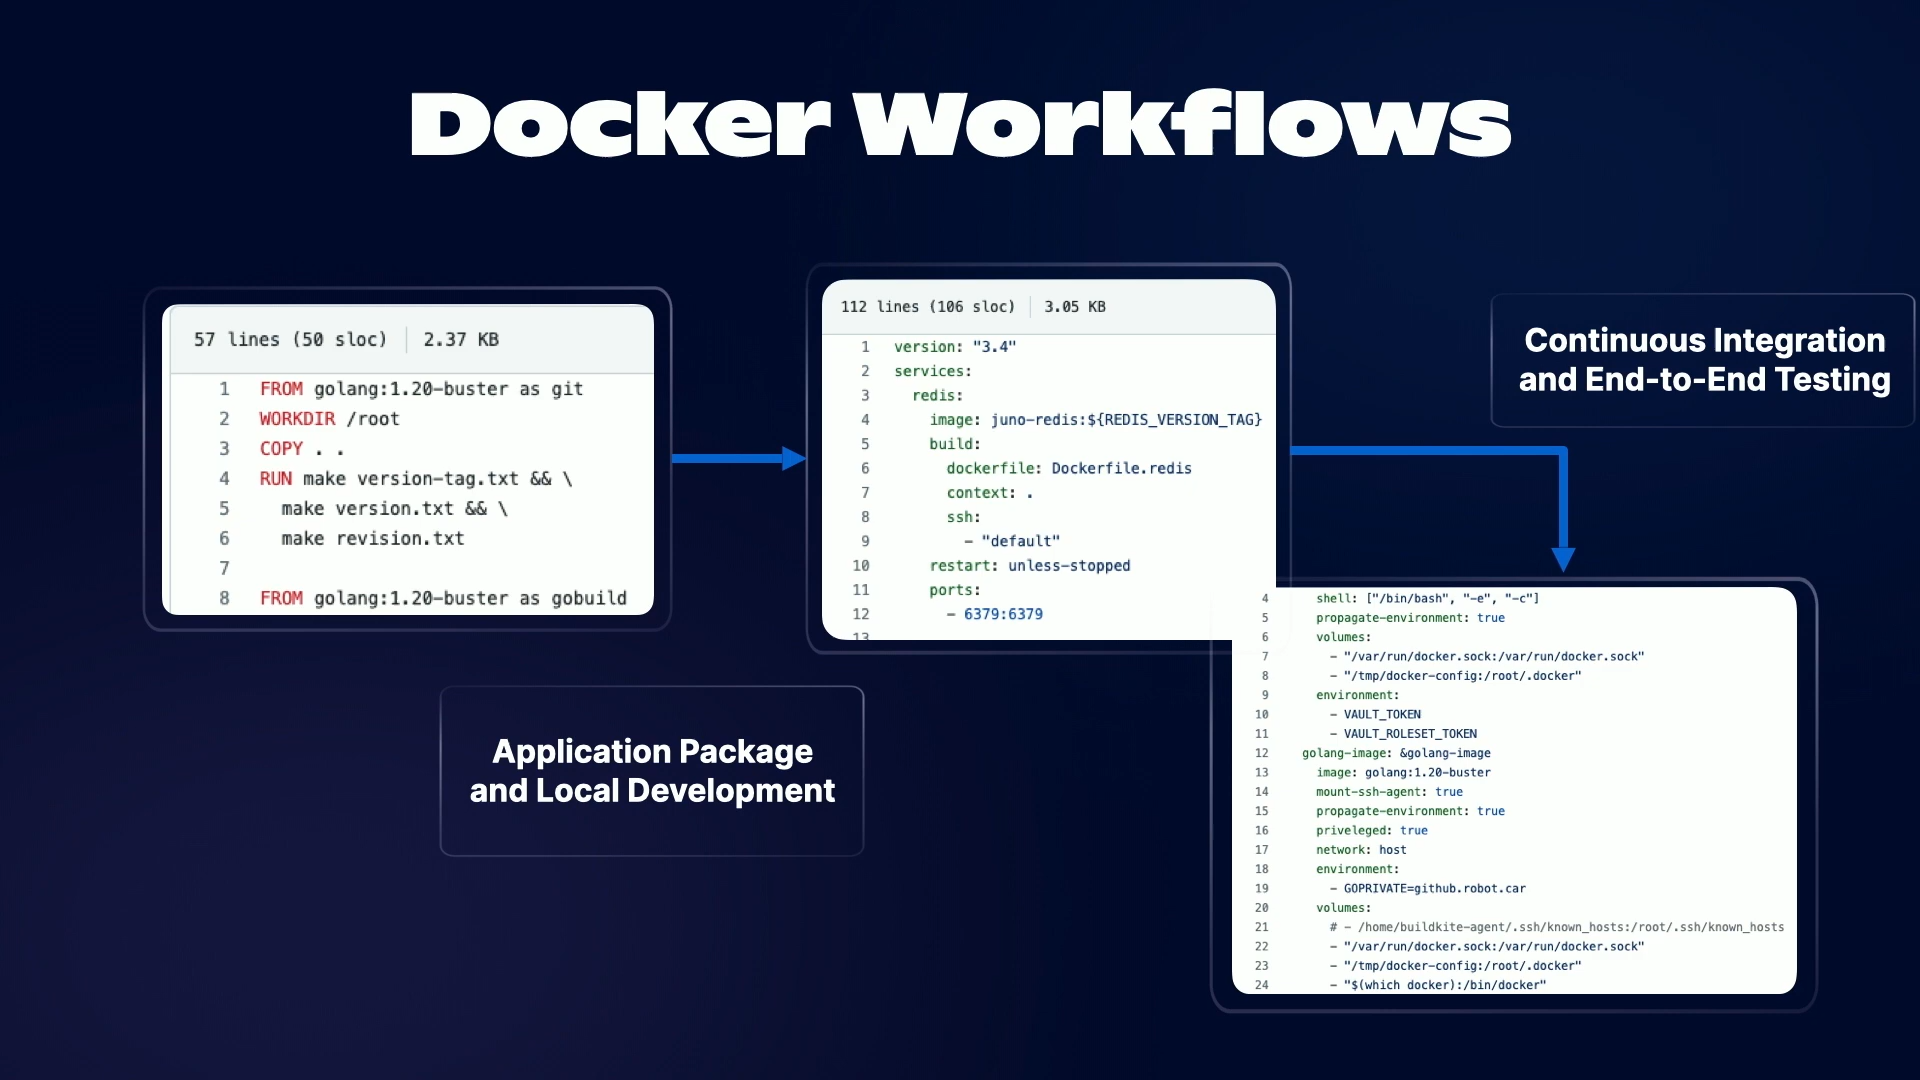 Docker Workflows
57 lines (50 sloc) 2.37 KB
1 FROM golang:1.20-buster as git
2 WORKDIR /root
3 COPY . .
4 RUN make version-tag.txt && \
5 make version.txt && \
6 make revision.txt
7
8 FROM golang:1.20-buster as gobuild
Application Package
and Local Development
112 lines (106 sloc) 3.05 KB
1 version: "3.4"
2 services:
3 redis:
4 image: juno-redis:${REDIS_VERSION_TAG}
5 build:
6 dockerfile: Dockerfile.redis
7 context: .
8 ssh:
9 - "default"
10 restart: unless-stopped
11 ports:
12 - 6379:6379
13
Continuous Integration
and End-to-End Testing
4 shell: ["/bin/bash", "-e", "-c"]
5 propagate-environment: true
6 volumes:
7 - "/var/run/docker.sock:/var/run/docker.sock"
8 - "/tmp/docker-config:/root/.docker"
9 environment:
10 - VAULT_TOKEN
11 - VAULT_ROLESET_TOKEN
12 golang-image: &golang-image
13 image: golang:1.20-buster
14 mount-ssh-agent: true
15 propagate-environment: true
16 priveleged: true
17 network: host
18 environment:
19 - GOPRIVATE=github.robot.car
20 volumes:
21 # - /home/buildkite-agent/.ssh/known_hosts:/root/.ssh/known_hosts
22 - "/var/run/docker.sock:/var/run/docker.sock"
23 - "/tmp/docker-config:/root/.docker"
24 - "$(which docker):/bin/docker"